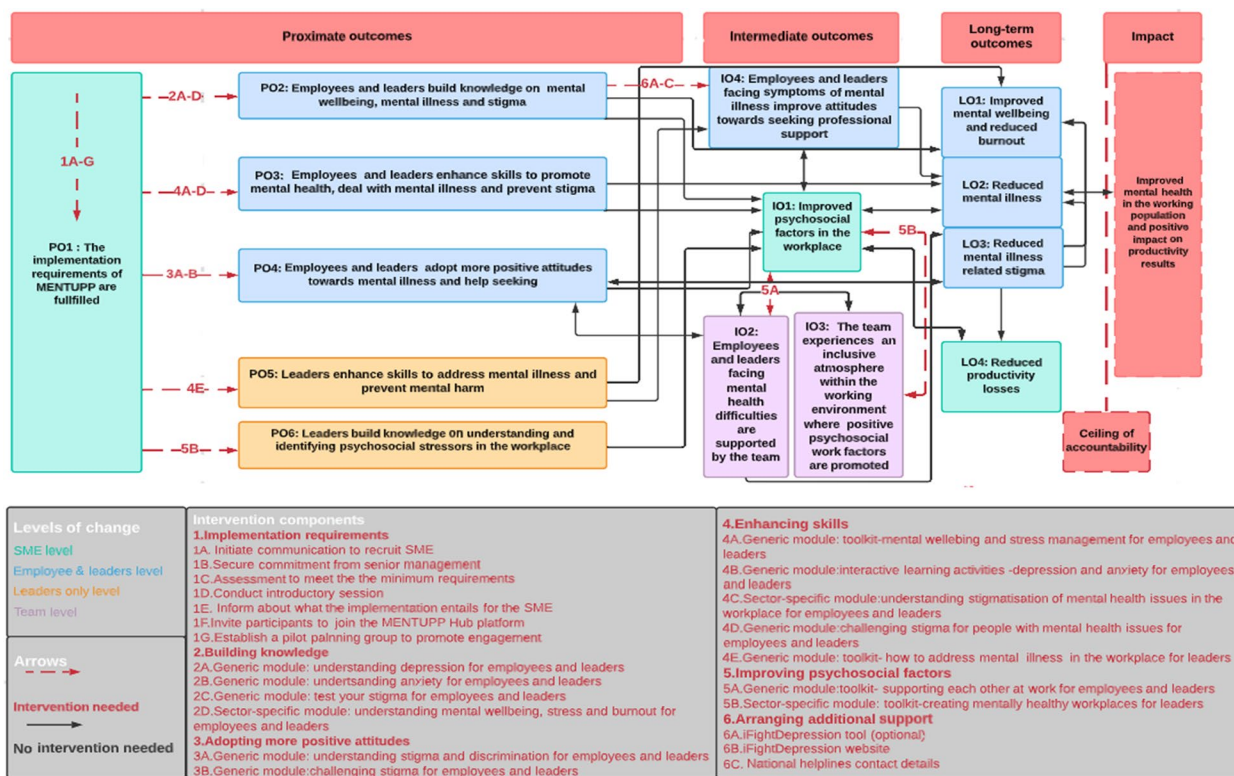 Proximate outcomes
Intermediate outcomes
Long-term
outcomes
Impact
1A-G
PO1 : The
implementation
requirements of
MENTUPP are
fullfilled
2A-D
4A-D
3A-B
4E
5B
PO2: Employees and leaders build knowledge on mental
wellbeing, mental illness and stigma
PO3: Employees and leaders enhance skills to promote
mental health, deal with mental illness and prevent stigma
PO4: Employees and leaders adopt more positive attitudes
towards mental illness and help seeking
PO5: Leaders enhance skills to address mental illness and
prevent mental harm
PO6: Leaders build knowledge on understanding and
identifying psychosocial stressors in the workplace
6A-C
IO4: Employees and leaders
facing symptoms of mental
illness improve attitudes
towards seeking professional
support
IO1: Improved
psychosocial
factors in the
workplace
5B
5A
IO2:
Employees
and leaders
facing
mental
health
difficulties
are
supported
by the team
IO3: The team
experiences an
inclusive
atmosphere
within the
working
environment
where positive
psychosocial
work factors
are promoted
LO1: Improved
mental wellbeing
and reduced
burnout
LO2: Reduced
mental illness
LO3: Reduced
mental illness
related stigma
LO4: Reduced
productivity
losses
Improved
mental health
in the working
population
and positive
impact on
productivity
results
Ceiling of
accountability
Levels of change
SME level
Employee & leaders level
Leaders only level
Team level
Arrows
Intervention needed
No intervention needed
Intervention components
1.Implementation requirements
1A. Initiate communication to recruit SME
1B.Secure commitment from senior management
1C.Assessment to meet the the minimum requirements
1D.Conduct introductory session
1E. Inform about what the implementation entails for the SME
1F.Invite participants to join the MENTUPP Hub platform
1G.Establish a pilot palnning group to promote engagement
2.Building knowledge
2A.Generic module: understanding depression for employees and leaders
2B.Generic module: undertsanding anxiety for employees and leaders
2C.Generic module: test your stigma for employees and leaders
2D.Sector-specific module: understanding mental wellbeing, stress and burnout for
employees and leaders
3.Adopting more positive attitudes
3A.Generic module: understanding stigma and discrimination for employees and leaders
3B.Generic module:challenging stigma for employees and leaders
4.Enhancing skills
4A.Generic module: toolkit-mental wellebing and stress management for employees and
leaders
4B.Generic module:interactive learning activities -depression and anxiety for employees
and leaders
4C.Sector-specific module:understanding stigmatisation of mental health issues in the
workplace for employees and leaders
4D.Generic module:challenging stigma for people with mental health issues for
employees and leaders
4E.Generic module: toolkit- how to address mental illness in the workplace for leaders
5.Improving psychosocial factors
5A.Generic module:toolkit- supporting each other at work for employees and leaders
5B.Sector-specific module: toolkit-creating mentally healthy workplaces for leaders
6.Arranging additional support
6A.iFightDepression tool (optional)
6B.iFightDepression website
6C. National helplines contact details